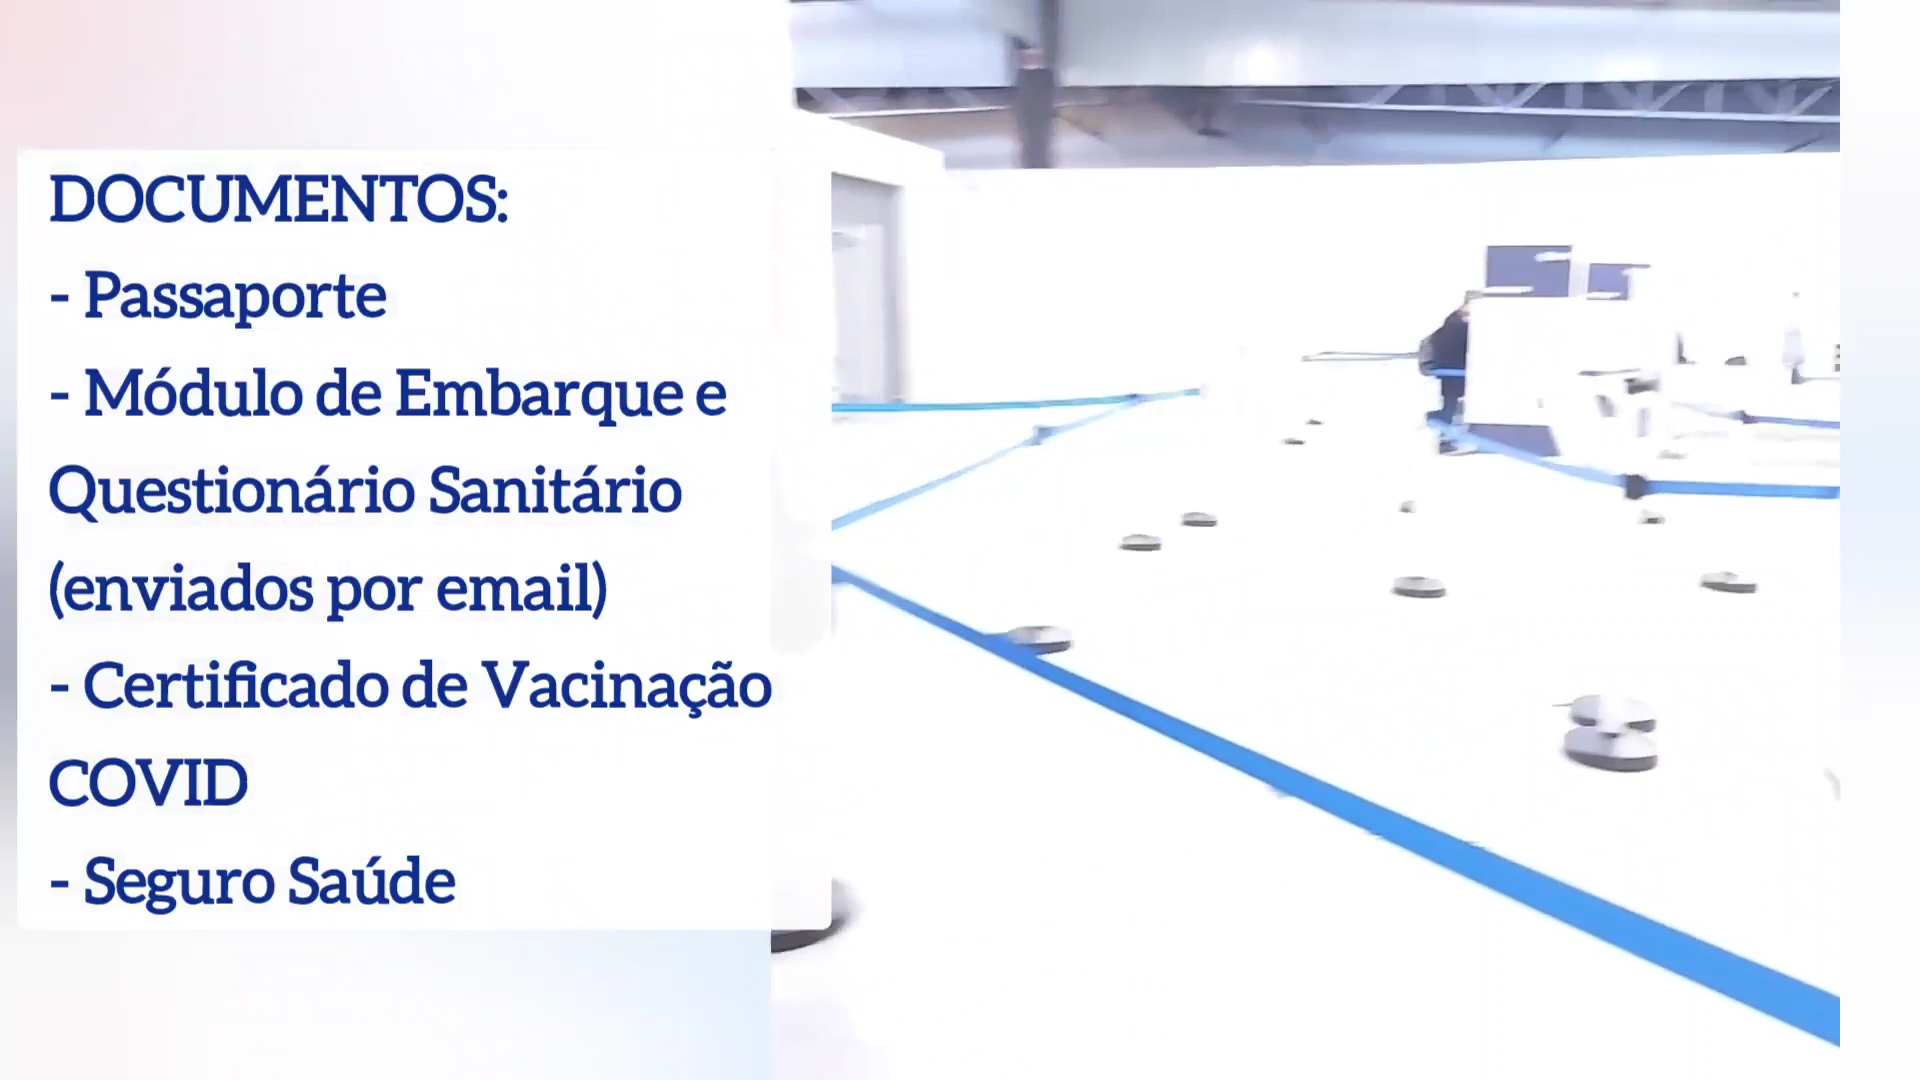 DOCUMENTOS:
- Passaporte
- Módulo de Embarque e
Questionário Sanitário
(enviados por email)
- Certificado de Vacinação
COVID
- Seguro Saúde